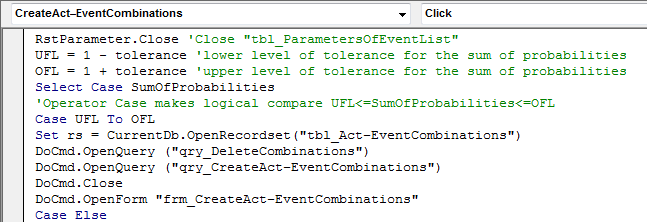 CreateAct–EventCombinations
Click
RstParameter.Close 'Close "tbl_ParametersOfEventList"
UFL = 1 - tolerance 'lower level of tolerance for the sum of probabilities
OFL = 1 + tolerance 'upper level of tolerance for the sum of probabilities
Select Case SumOfProbabilities
'Operator Case makes logical compare UFL<=SumOfProbabilities<=OFL
Case UFL To OFL
Set rs = CurrentDb.OpenRecordset("tbl_Act-EventCombinations")
DoCmd.OpenQuery ("qry_DeleteCombinations")
DoCmd.OpenQuery ("qry_CreateAct-EventCombinations")
DoCmd.Close
DoCmd.OpenForm "frm_CreateAct-EventCombinations"
Case Else